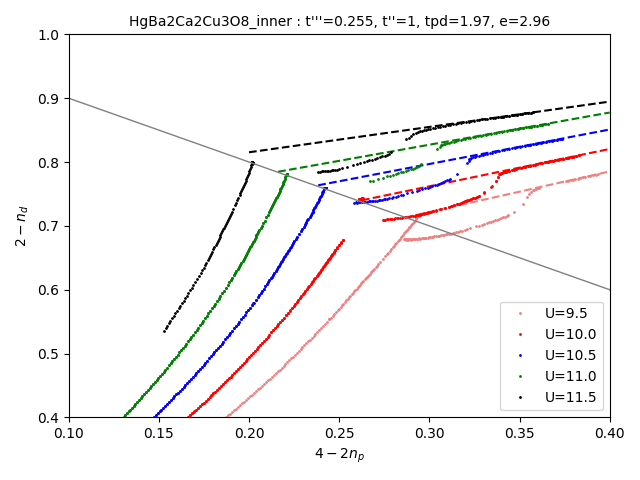 HgBa2Ca2Cu3O8_inner : t'''=0.255, t''=1, tpd=1.97, e=2.96
1.0
0.9
0.8
0.7
0.6
0.5
0.4
2 − n_d
0.10
0.15
0.20
0.25
0.30
0.35
0.40
4 − 2n_p
U=9.5
U=10.0
U=10.5
U=11.0
U=11.5